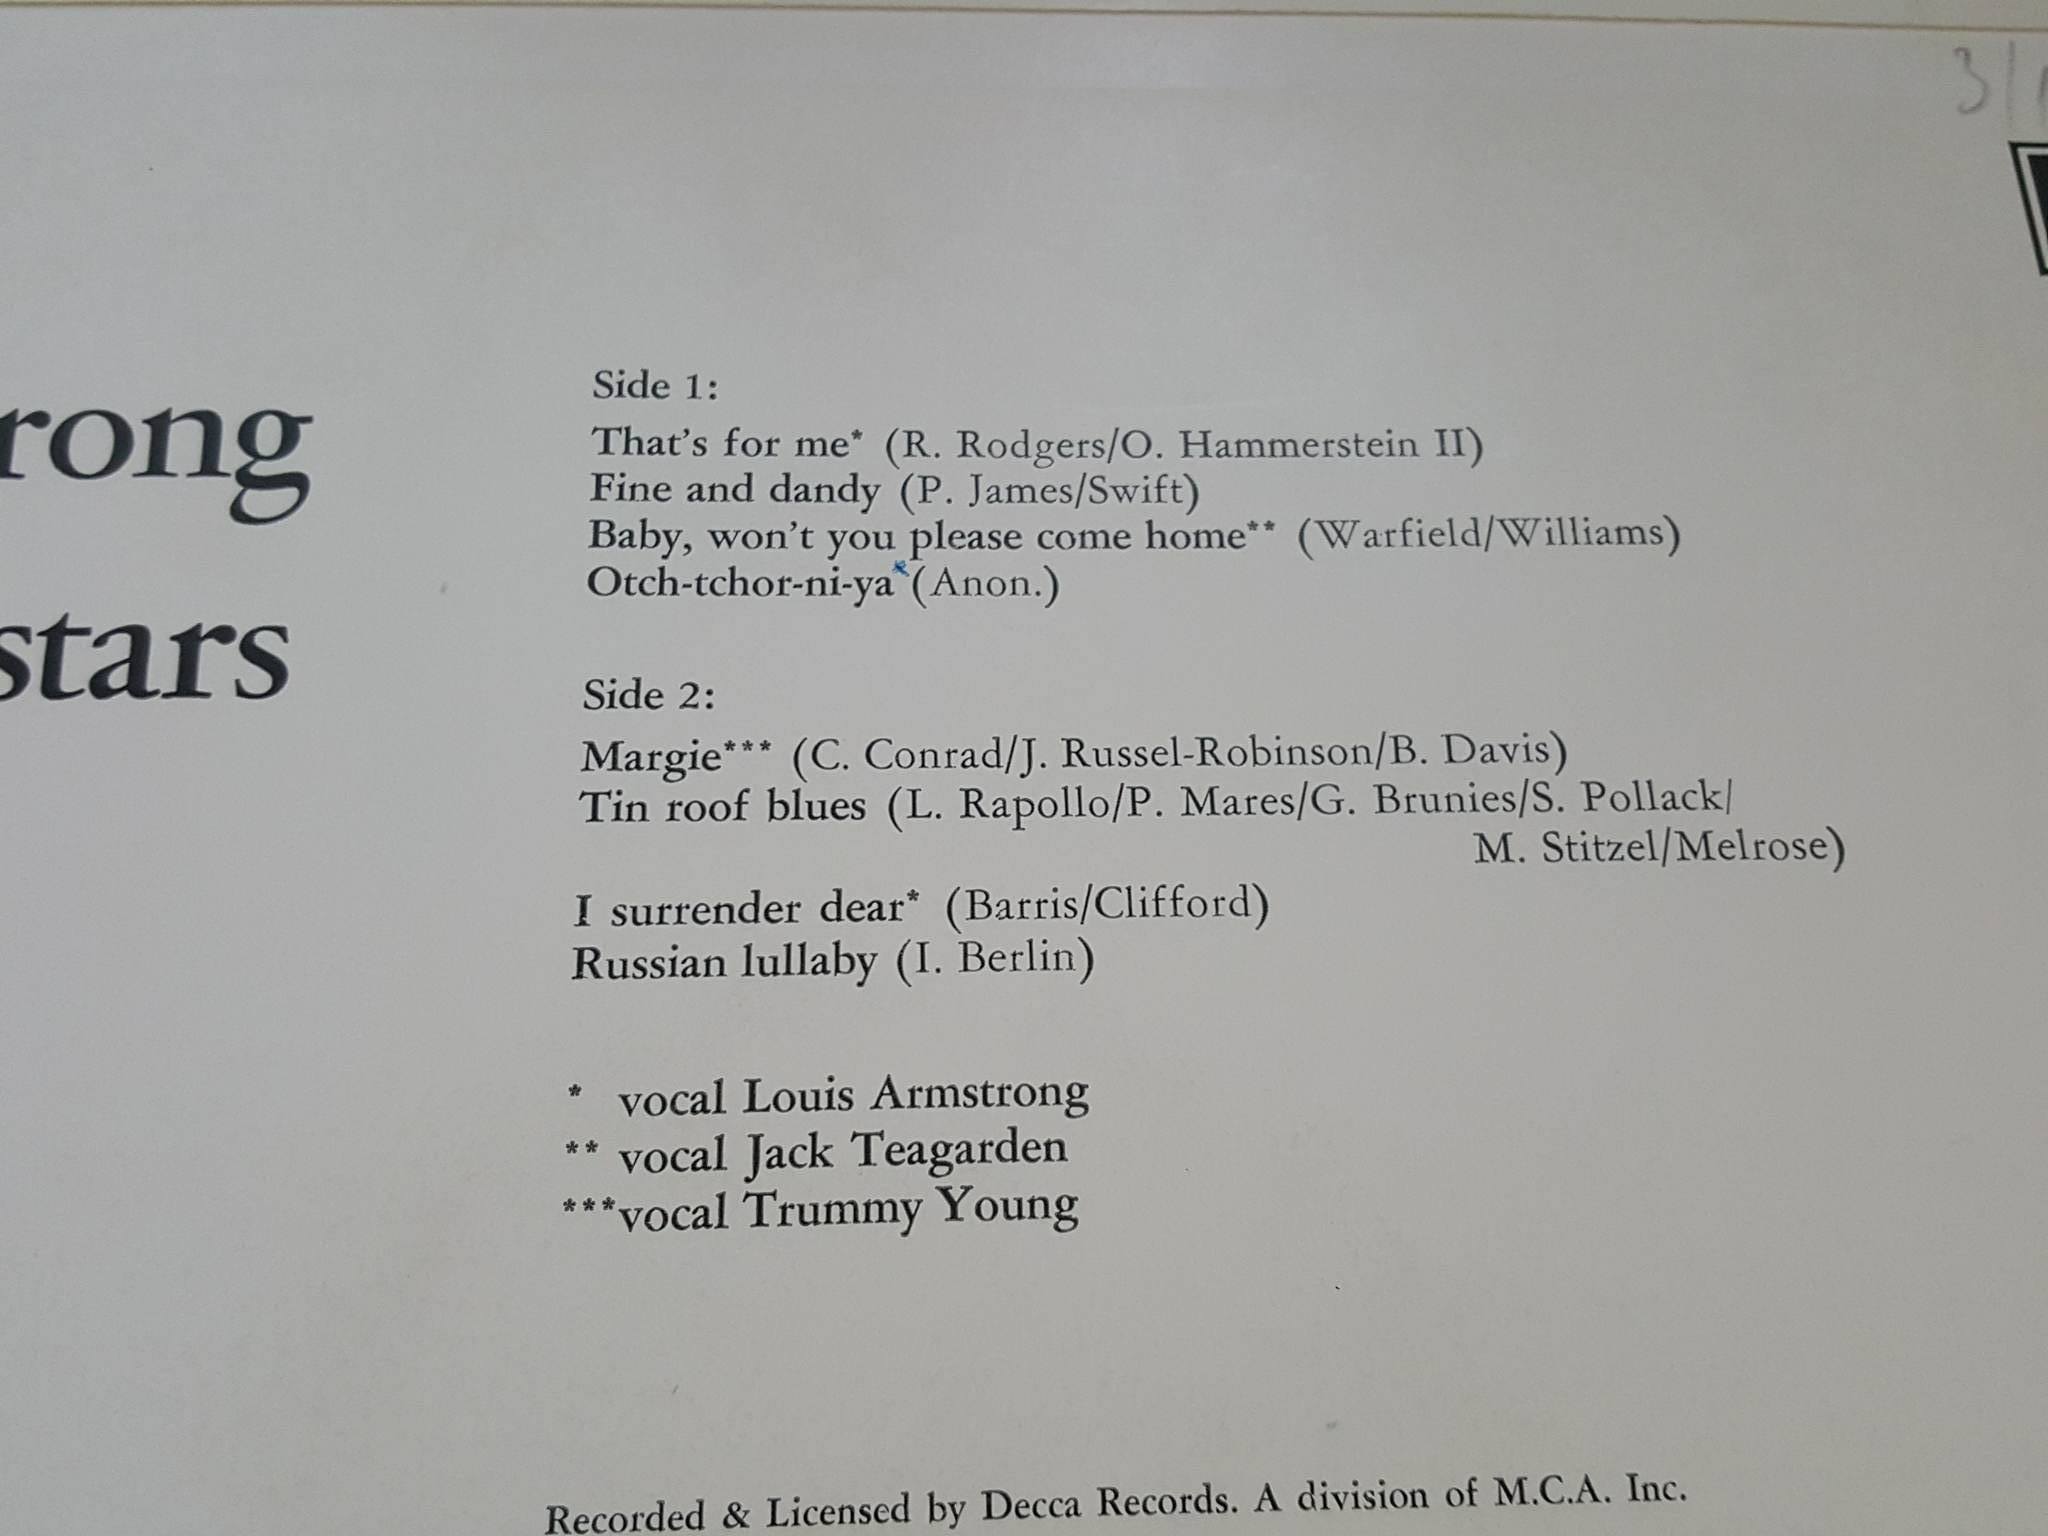 3/
rong
stars
Side 1:
That's for me* (R. Rodgers/O. Hammerstein II)
Fine and dandy (P. James/Swift)
Baby, won't you please come home** (Warfield/Williams)
Otch-tchor-ni-ya* (Anon.)
Side 2:
Margie*** (C. Conrad/J. Russel-Robinson/B. Davis)
Tin roof blues (L. Rapollo/P. Mares/G. Brunies/S. Pollack/
M. Stitzel/Melrose)
I surrender dear* (Barris/Clifford)
Russian lullaby (I. Berlin)
* vocal Louis Armstrong
** vocal Jack Teagarden
***vocal Trummy Young
Recorded & Licensed by Decca Records. A division of M.C.A. Inc.